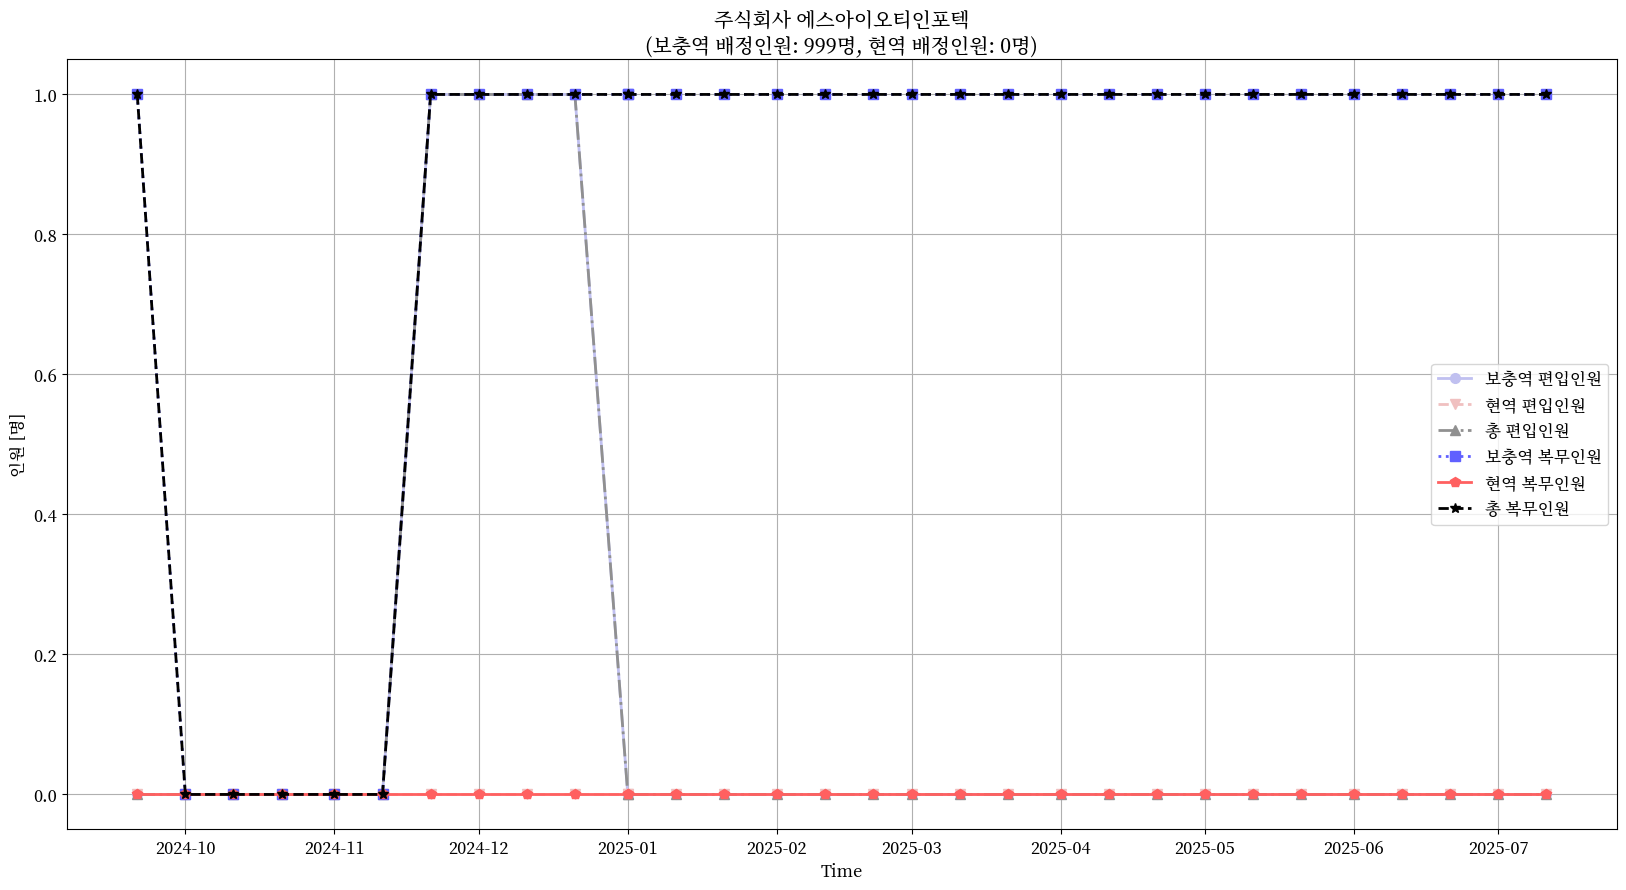 주식회사 에스아이오티인포텍
(보충역 배정인원: 999명, 현역 배정인원: 0명)
1.0
0.8
0.6
0.4
0.2
0.0
인원 [명]
보충역 편입인원
현역 편입인원
총 편입인원
보충역 복무인원
현역 복무인원
총 복무인원
2024-10 2024-11 2024-12 2025-01 2025-02 2025-03 2025-04 2025-05 2025-06 2025-07
Time